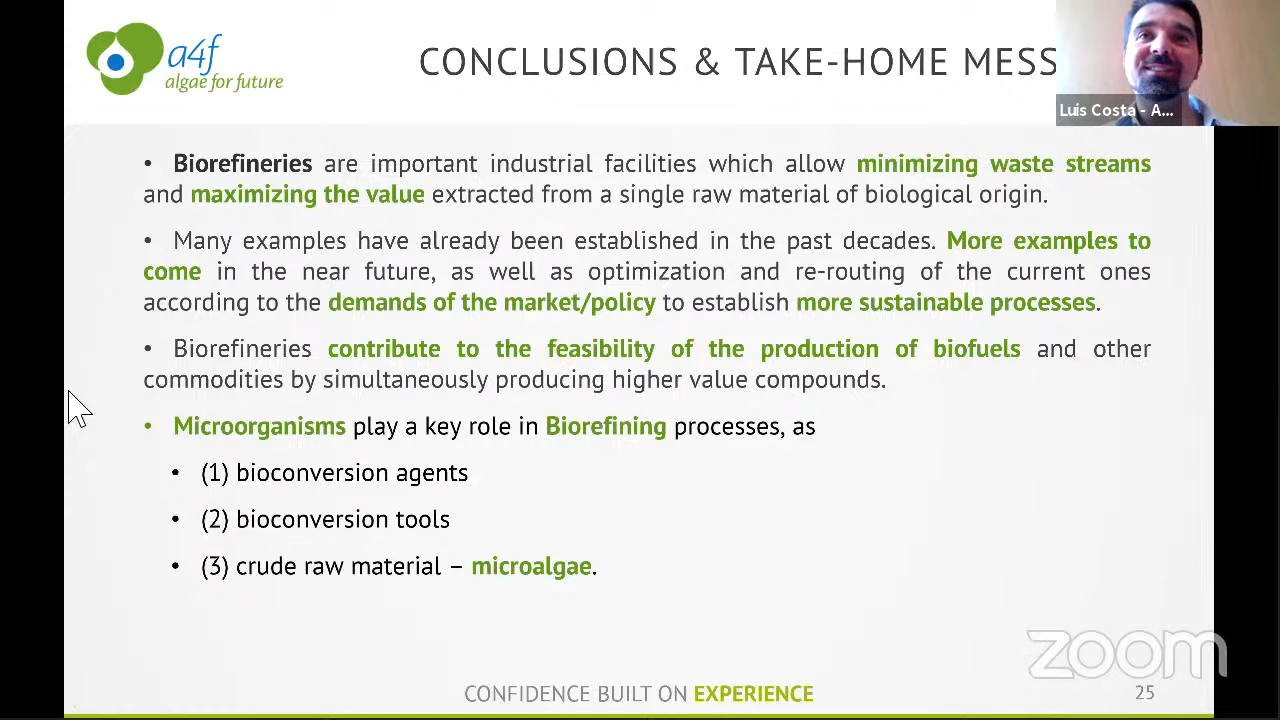 a4f
algae for future
CONCLUSIONS & TAKE-HOME MESS
Luis Costa - A...
• Biorefineries are important industrial facilities which allow minimizing waste streams
and maximizing the value extracted from a single raw material of biological origin.
• Many examples have already been established in the past decades. More examples to
come in the near future, as well as optimization and re-routing of the current ones
according to the demands of the market/policy to establish more sustainable processes.
• Biorefineries contribute to the feasibility of the production of biofuels and other
commodities by simultaneously producing higher value compounds.
• Microorganisms play a key role in Biorefining processes, as
• (1) bioconversion agents
• (2) bioconversion tools
• (3) crude raw material – microalgae.
zoom
CONFIDENCE BUILT ON EXPERIENCE
25